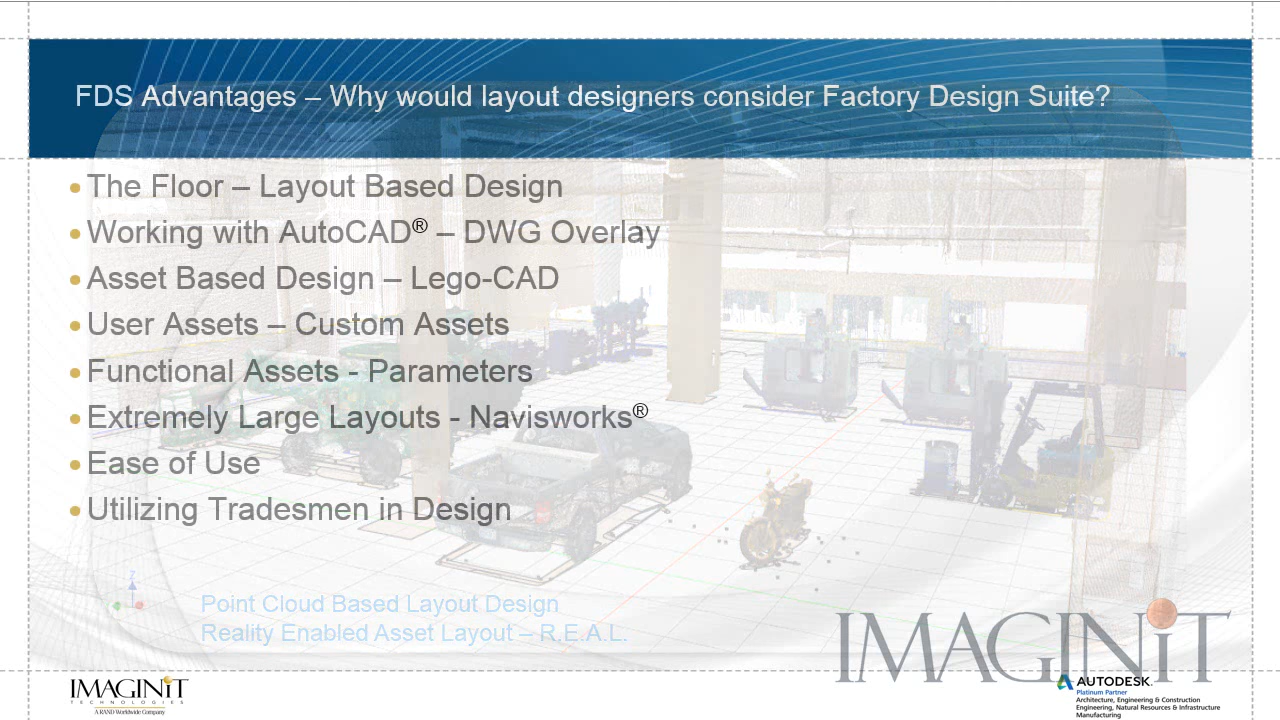 FDS Advantages – Why would layout designers consider Factory Design Suite?
The Floor – Layout Based Design
Working with AutoCAD® – DWG Overlay
Asset Based Design – Lego-CAD
User Assets – Custom Assets
Functional Assets - Parameters
Extremely Large Layouts - Navisworks®
Ease of Use
Utilizing Tradesmen in Design
Z
Point Cloud Based Layout Design
Reality Enabled Asset Layout – R.E.A.L.
IMAGINiT
IMAGINiT
TECHNOLOGIES
A RAND Worldwide Company
AUTODESK.
Platinum Partner
Architecture, Engineering & Construction
Engineering, Natural Resources & Infrastructure
Manufacturing